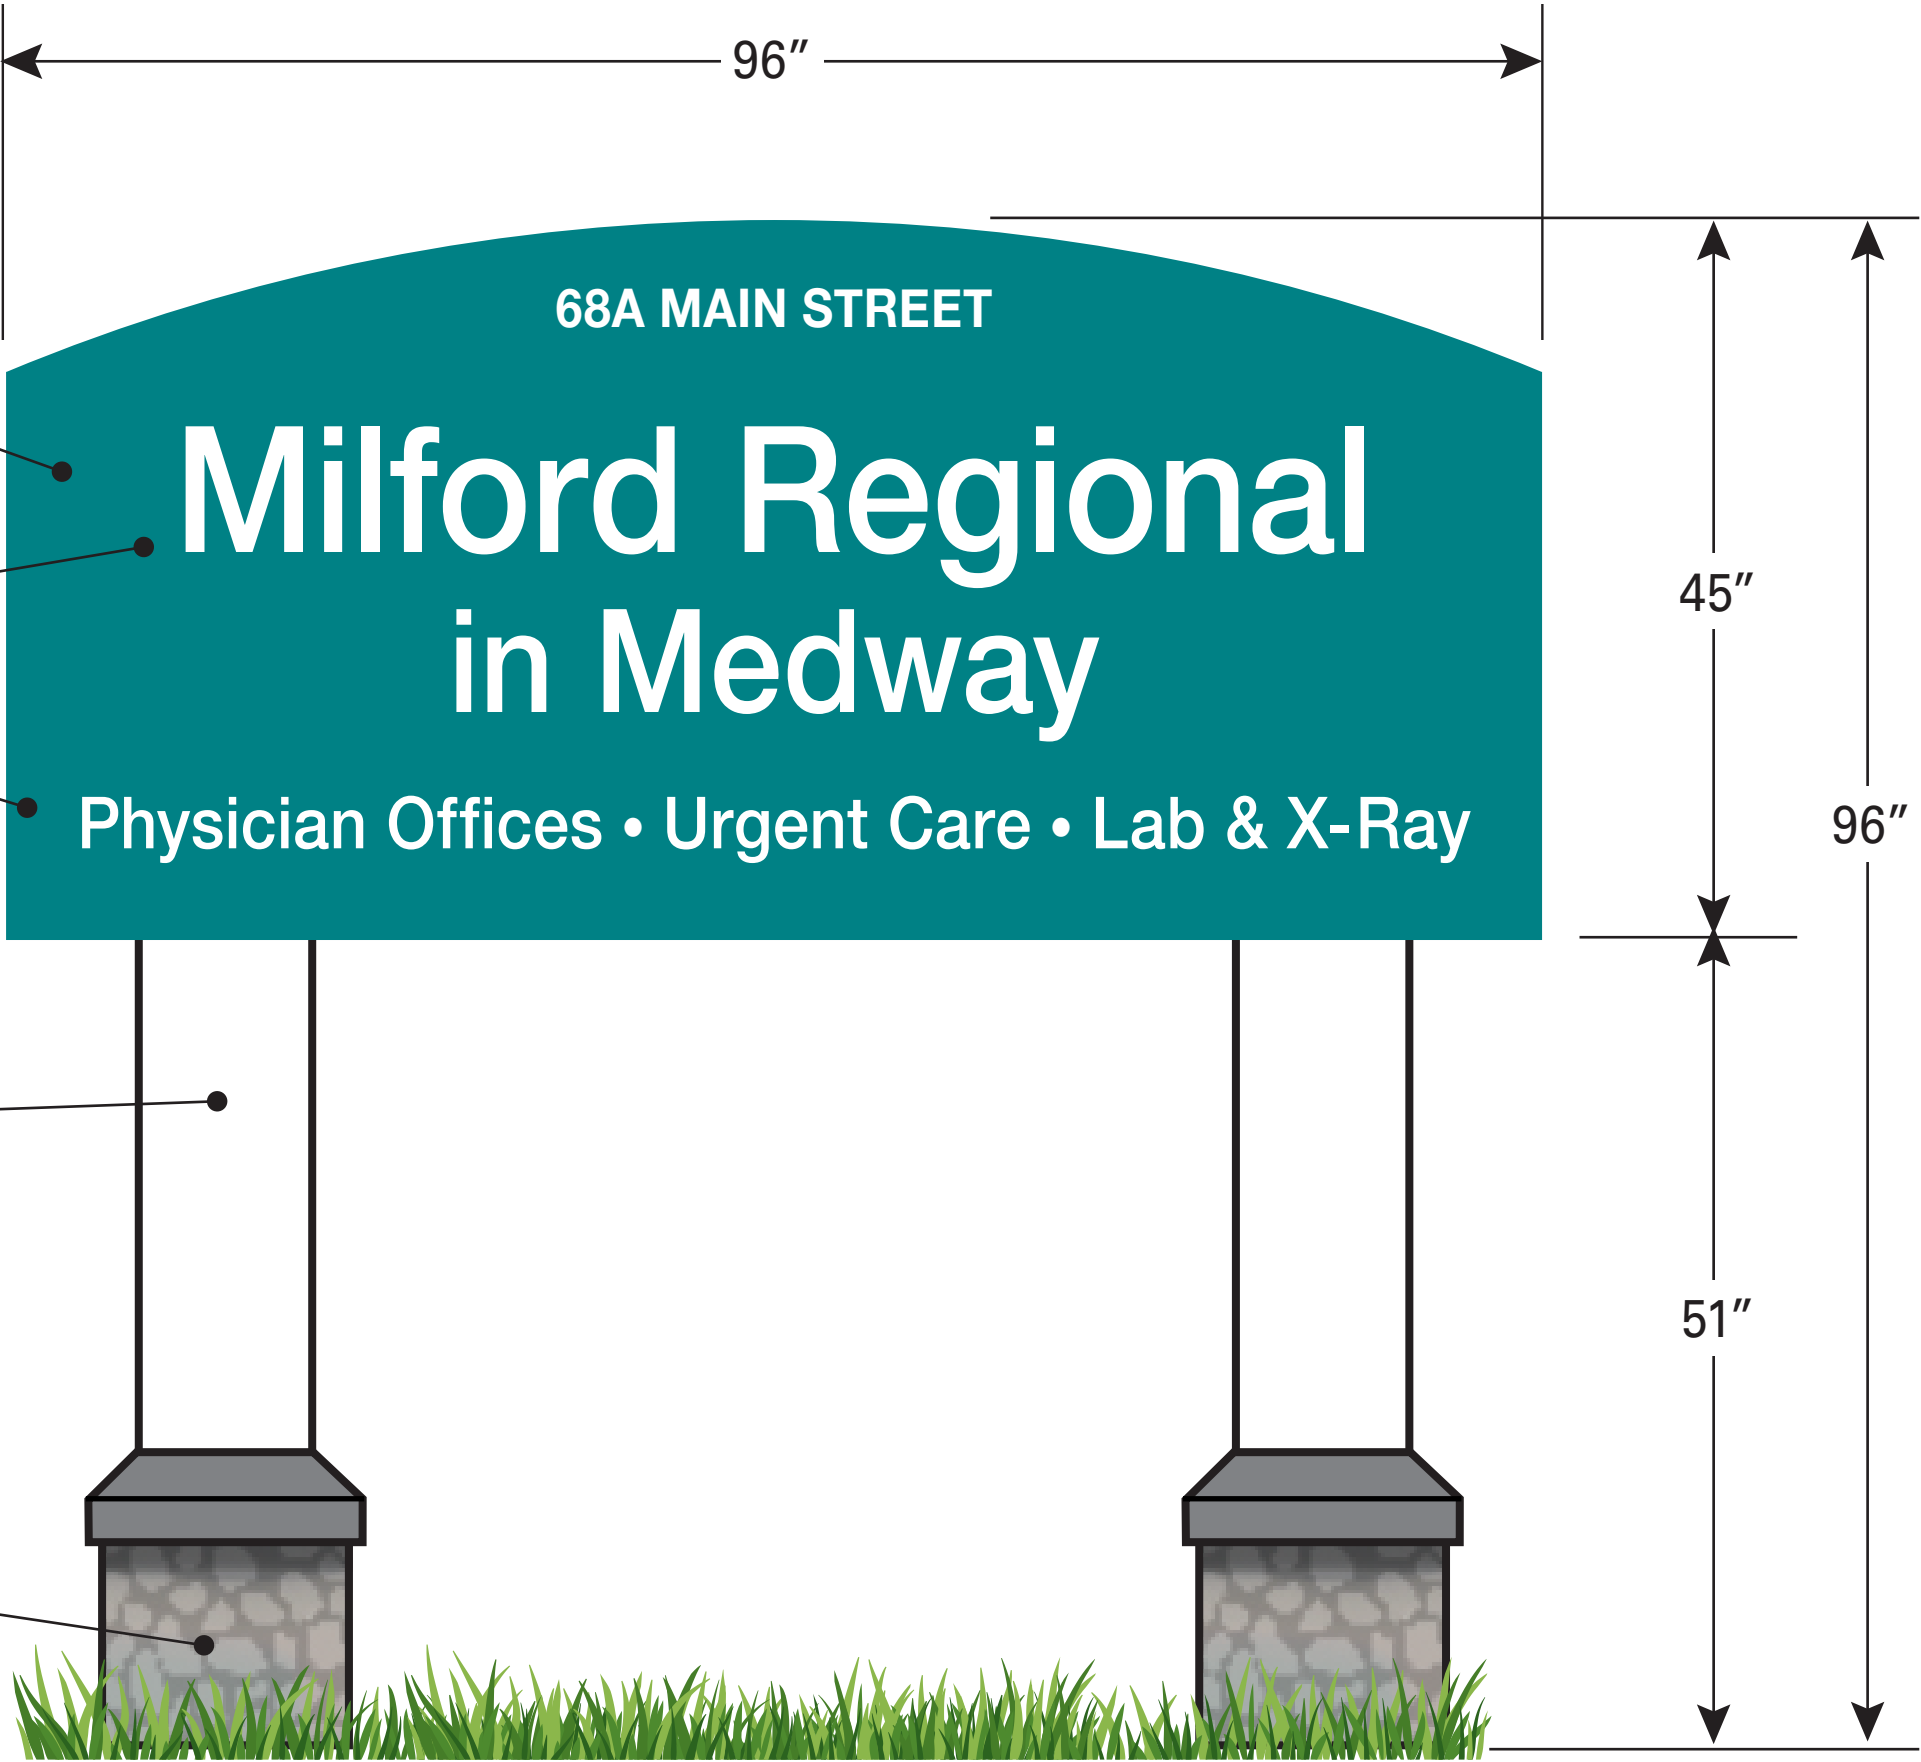 96″
68A MAIN STREET
Milford Regional
in Medway
Physician Offices • Urgent Care • Lab & X-Ray
45″
96″
51″